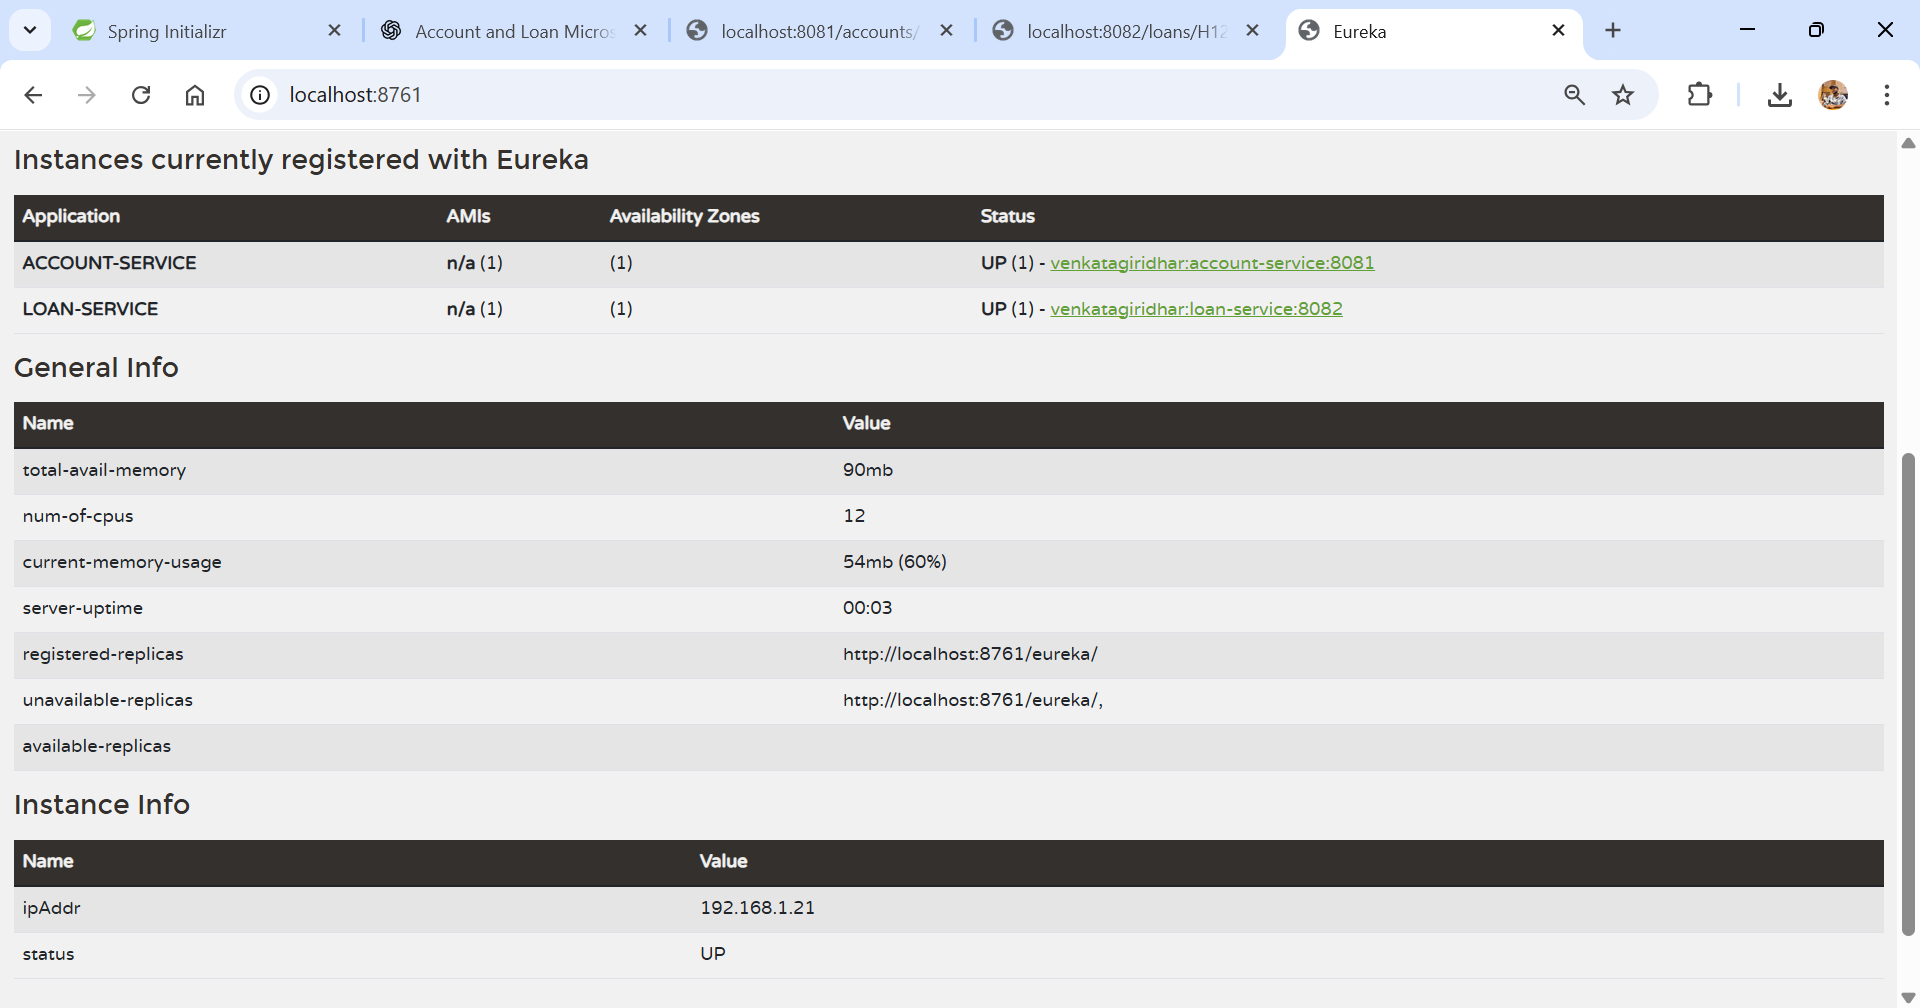 Spring Initializr
Account and Loan Micros
localhost:8081/accounts/
localhost:8082/loans/H12
Eureka
localhost:8761
Instances currently registered with Eureka
Application AMIs Availability Zones Status
ACCOUNT-SERVICE n/a (1) (1) UP (1) - venkatagiridhar:account-service:8081
LOAN-SERVICE n/a (1) (1) UP (1) - venkatagiridhar:loan-service:8082
General Info
Name Value
total-avail-memory 90mb
num-of-cpus 12
current-memory-usage 54mb (60%)
server-uptime 00:03
registered-replicas http://localhost:8761/eureka/
unavailable-replicas http://localhost:8761/eureka/,
available-replicas
Instance Info
Name Value
ipAddr 192.168.1.21
status UP